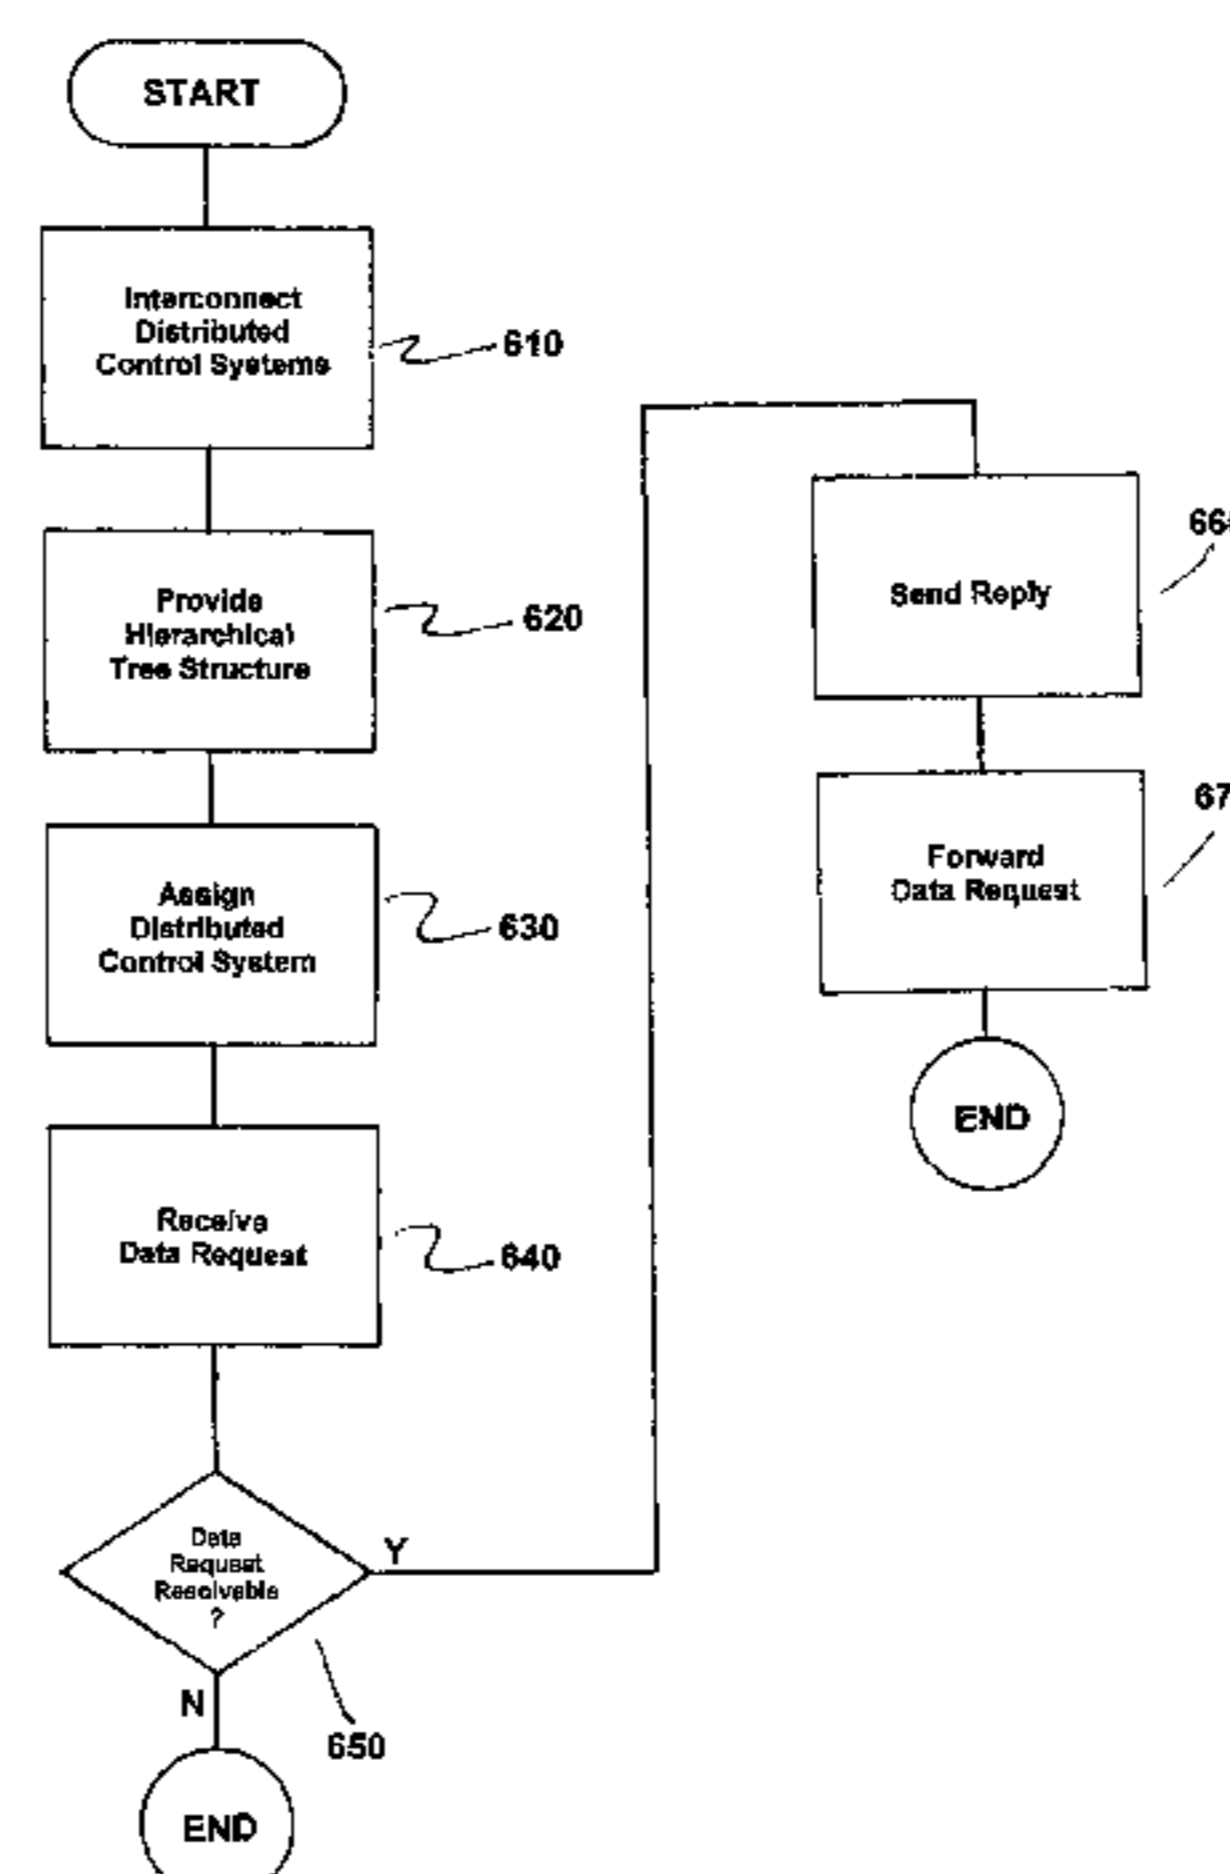 START
Interconnect
Distributed
Control Systems
610
Provide
Hierarchical
Tree Structure
620
Assign
Distributed
Control System
630
Receive
Data Request
640
Data
Request
Resolvable
?
Y
N
650
END
Send Reply
Forward
Data Request
END